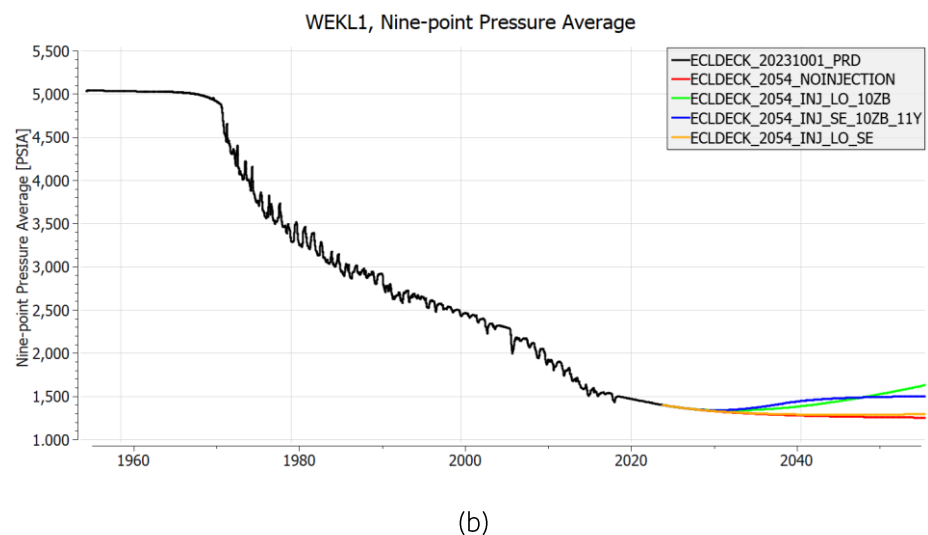 WEKL1, Nine-point Pressure Average
5,500
5,000
4,500
4,000
3,500
3,000
2,500
2,000
1,500
1.000
Nine-point Pressure Average [PSIA]
ECLDECK_20231001_PRD
ECLDECK_2054_NOINJECTION
ECLDECK_2054_INJ_LO_10ZB
ECLDECK_2054_INJ_SE_10ZB_11Y
ECLDECK_2054_INJ_LO_SE
1960
1980
2000
2020
2040
(b)